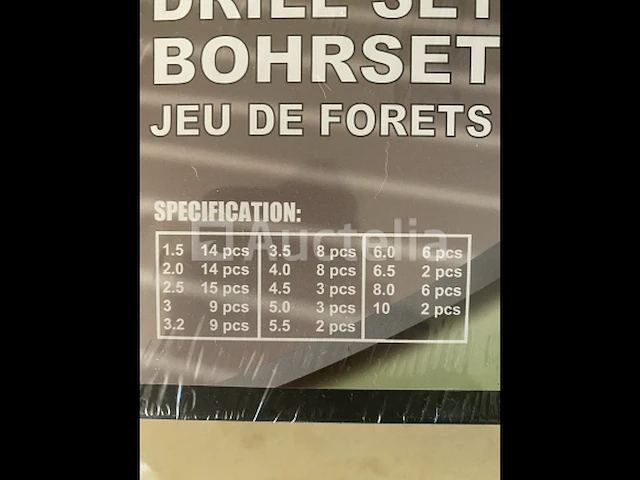 DRILL SET
BOHRSET
JEU DE FORETS
SPECIFICATION:
Auctelia
1.5 14 pcs 3.5 8 pcs 6.0 6 pcs
2.0 14 pcs 4.0 8 pcs 6.5 2 pcs
2.5 15 pcs 4.5 3 pcs 8.0 6 pcs
3 9 pcs 5.0 3 pcs 10 2 pcs
3.2 9 pcs 5.5 2 pcs